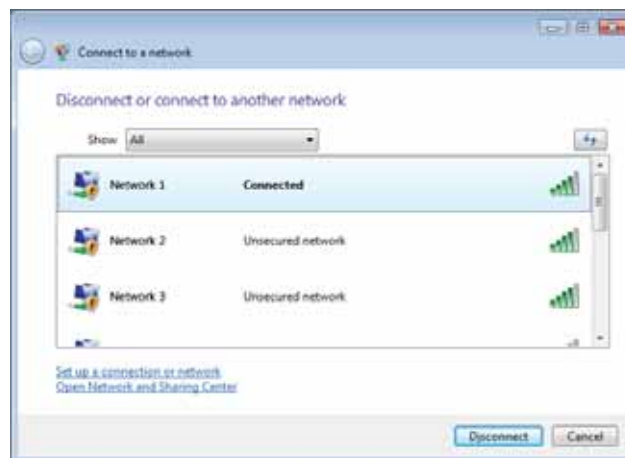 Connect to a network
Disconnect or connect to another network
Show All
Network 1 Connected
Network 2 Unsecured network
Network 3 Unsecured network
Set up a connection or network
Open Network and Sharing Center
Disconnect Cancel